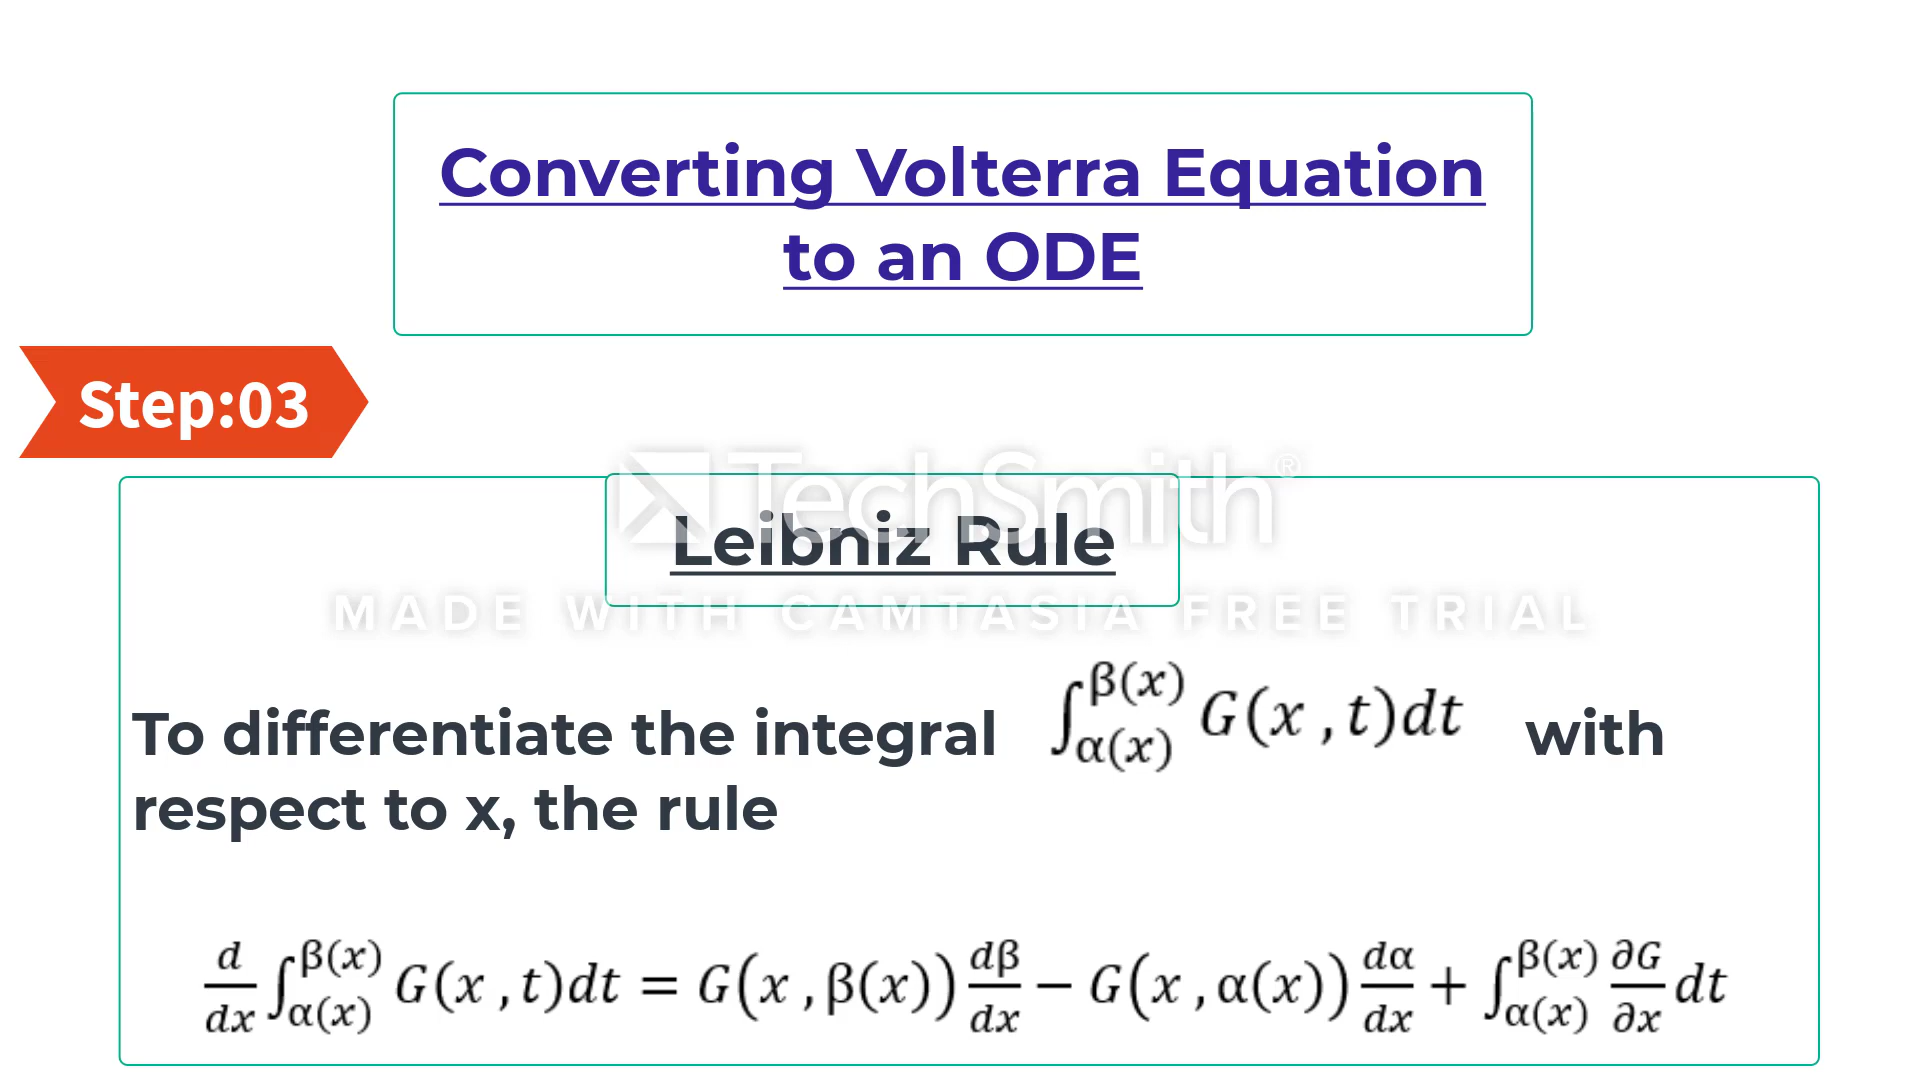 Converting Volterra Equation
to an ODE
Step:03
TechSmith®
Leibniz Rule
MADE WITH CAMTASIA FREE TRIAL
To differentiate the integral ∫_{α(x)}^{β(x)} G(x , t)dt with
respect to x, the rule
d/dx ∫_{α(x)}^{β(x)} G(x , t)dt = G(x , β(x)) dβ/dx − G(x , α(x)) dα/dx + ∫_{α(x)}^{β(x)} ∂G/∂x dt